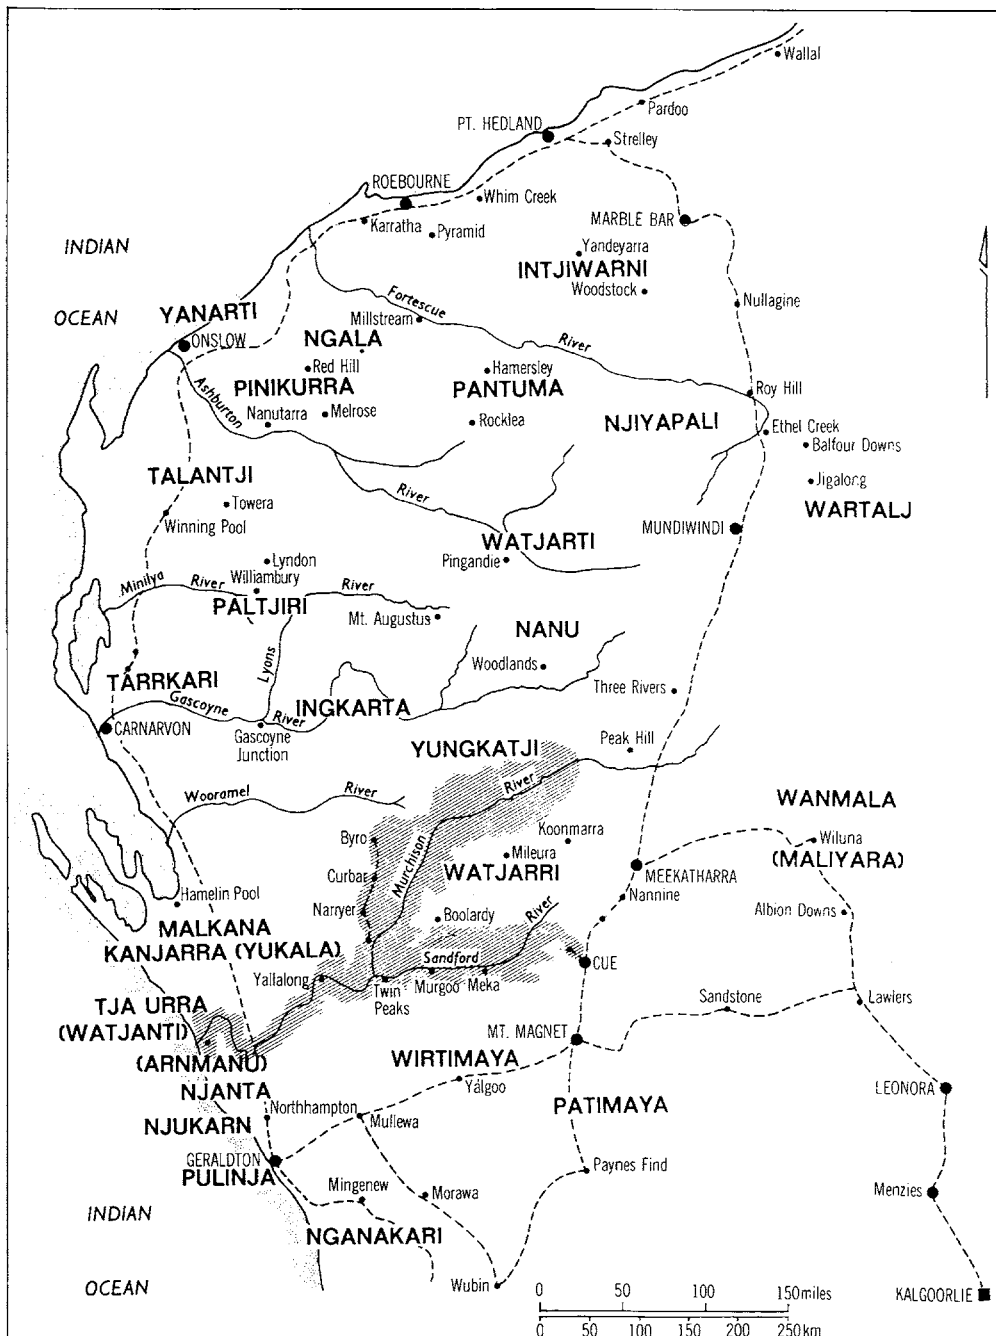 Wallal
Pardoo
PT. HEDLAND
Strelley
ROEBOURNE
Whim Creek
MARBLE BAR
Karratha
Pyramid
INDIAN
OCEAN
Yandeyarra
INTJIWARNI
Woodstock
Nullagine
Fortescue
River
YANARTI
ONSLOW
Millstream
NGALA
Red Hill
Hamersley
PINIKURRA
PANTUMA
Roy Hill
Ashburton
River
Nanutarra
Melrose
Rocklea
NJIYAPALI
Ethel Creek
Balfour Downs
Jigalong
WARTALJ
TALANTJI
Towera
Winning Pool
MUNDIWINDI
WATJARTI
Pingandie
Lyndon
Williambury
Minilya
River
River
PALTJIRI
Mt. Augustus
NANU
Woodlands
Lyons
TARRKARI
Gascoyne
River
INGKARTA
Three Rivers
CARNARVON
Gascoyne
Junction
YUNGKATJI
Peak Hill
Wooramel
River
Murchison
River
WANMALA
Byro
Koonmarra
Wiluna
Mileura
(MALIYARA)
Curbar
WATJARRI
MEEKATHARRA
Hamelin Pool
Narryer
Nannine
Boolardy
River
Albion Downs
MALKANA
KANJARRA (YUKALA)
Sandford
CUE
Yallalong
Twin
Peaks
Murgoo
Meka
Sandstone
Lawlers
TJA URRA
(WATJANTI)
MT. MAGNET
(ARNMANU)
WIRTIMAYA
Yalgoo
LEONORA
NJANTA
PATIMAYA
Northhampton
NJUKARN
Mullewa
GERALDTON
PULINJA
Paynes Find
Mingenew
Morawa
Menzies
INDIAN
OCEAN
NGANAKARI
Wubin
KALGOORLIE
0 50 100 150 miles
0 50 100 150 200 250 km